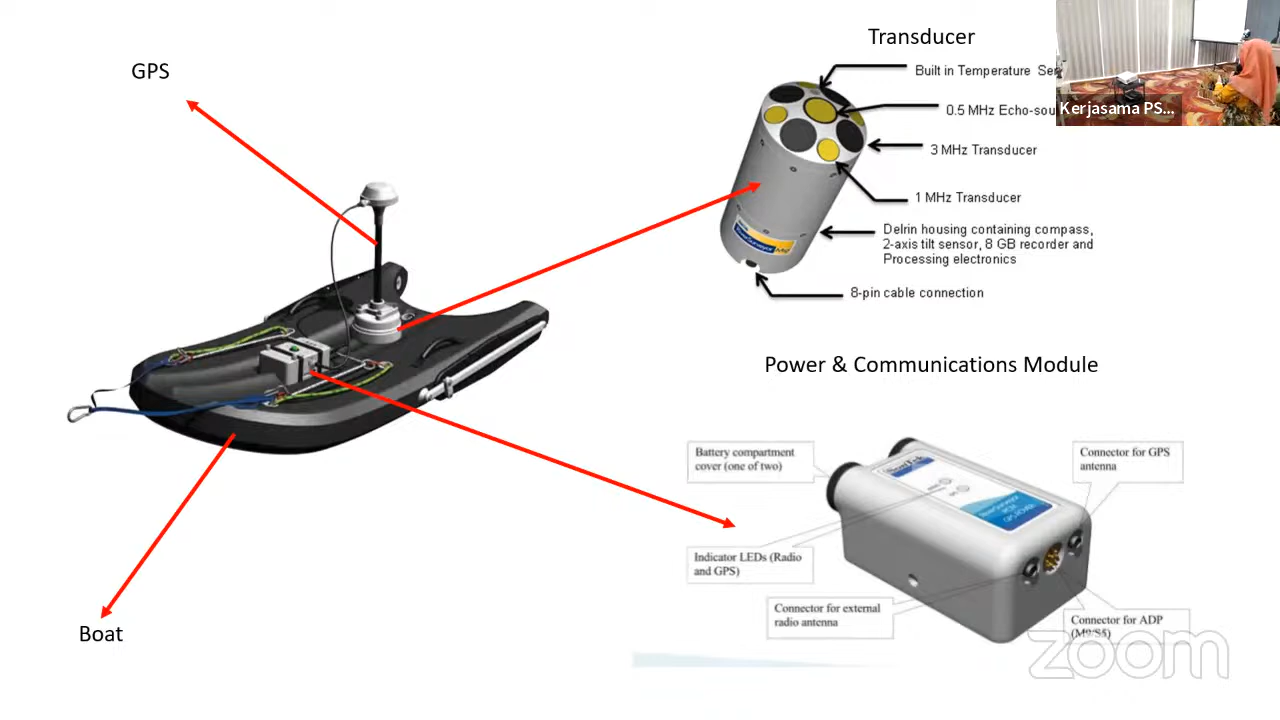 GPS
Transducer
Built in Temperature Sen
0.5 MHz Echo-sou
Kerjasama PS...
3 MHz Transducer
1 MHz Transducer
Delrin housing containing compass,
2-axis tilt sensor, 8 GB recorder and
Processing electronics
8-pin cable connection
Power & Communications Module
Battery compartment
cover (one of two)
Connector for GPS
antenna
Indicator LEDs (Radio
and GPS)
Connector for external
radio antenna
Connector for ADP
(M9/S5)
Boat
zoom